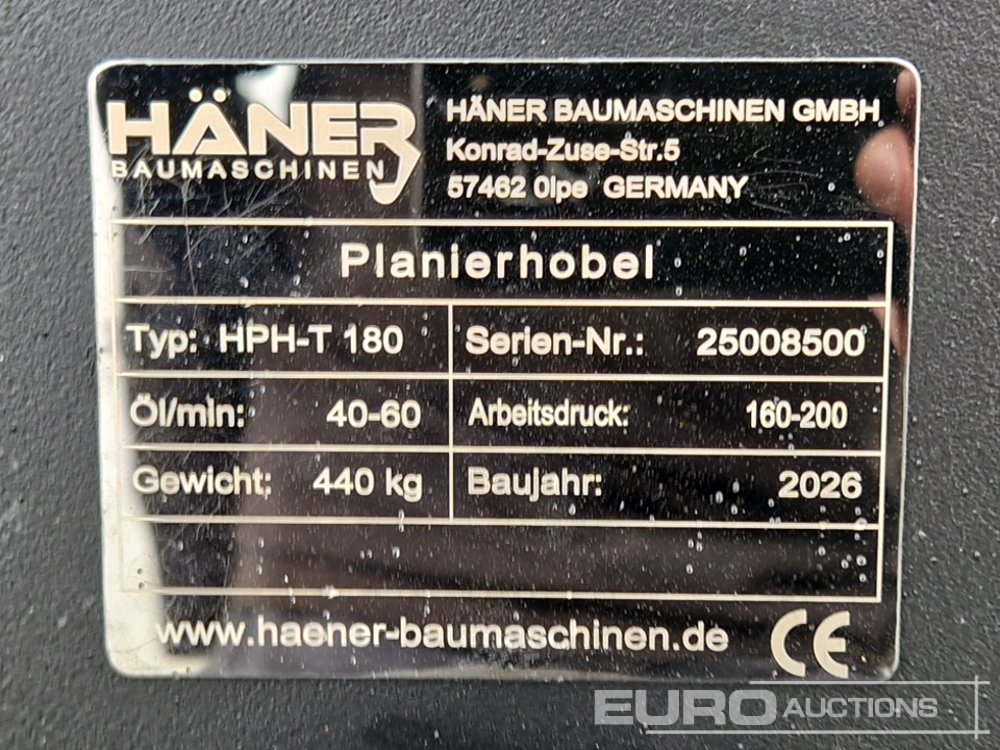 HÄNER
BAUMASCHINEN
HÄNER BAUMASCHINEN GMBH
Konrad-Zuse-Str.5
57462 Olpe GERMANY
Planierhobel
Typ: HPH-T 180 Serien-Nr.: 25008500
Öl/min: 40-60 Arbeitsdruck: 160-200
Gewicht: 440 kg Baujahr: 2026
www.haener-baumaschinen.de CE
EURO AUCTIONS